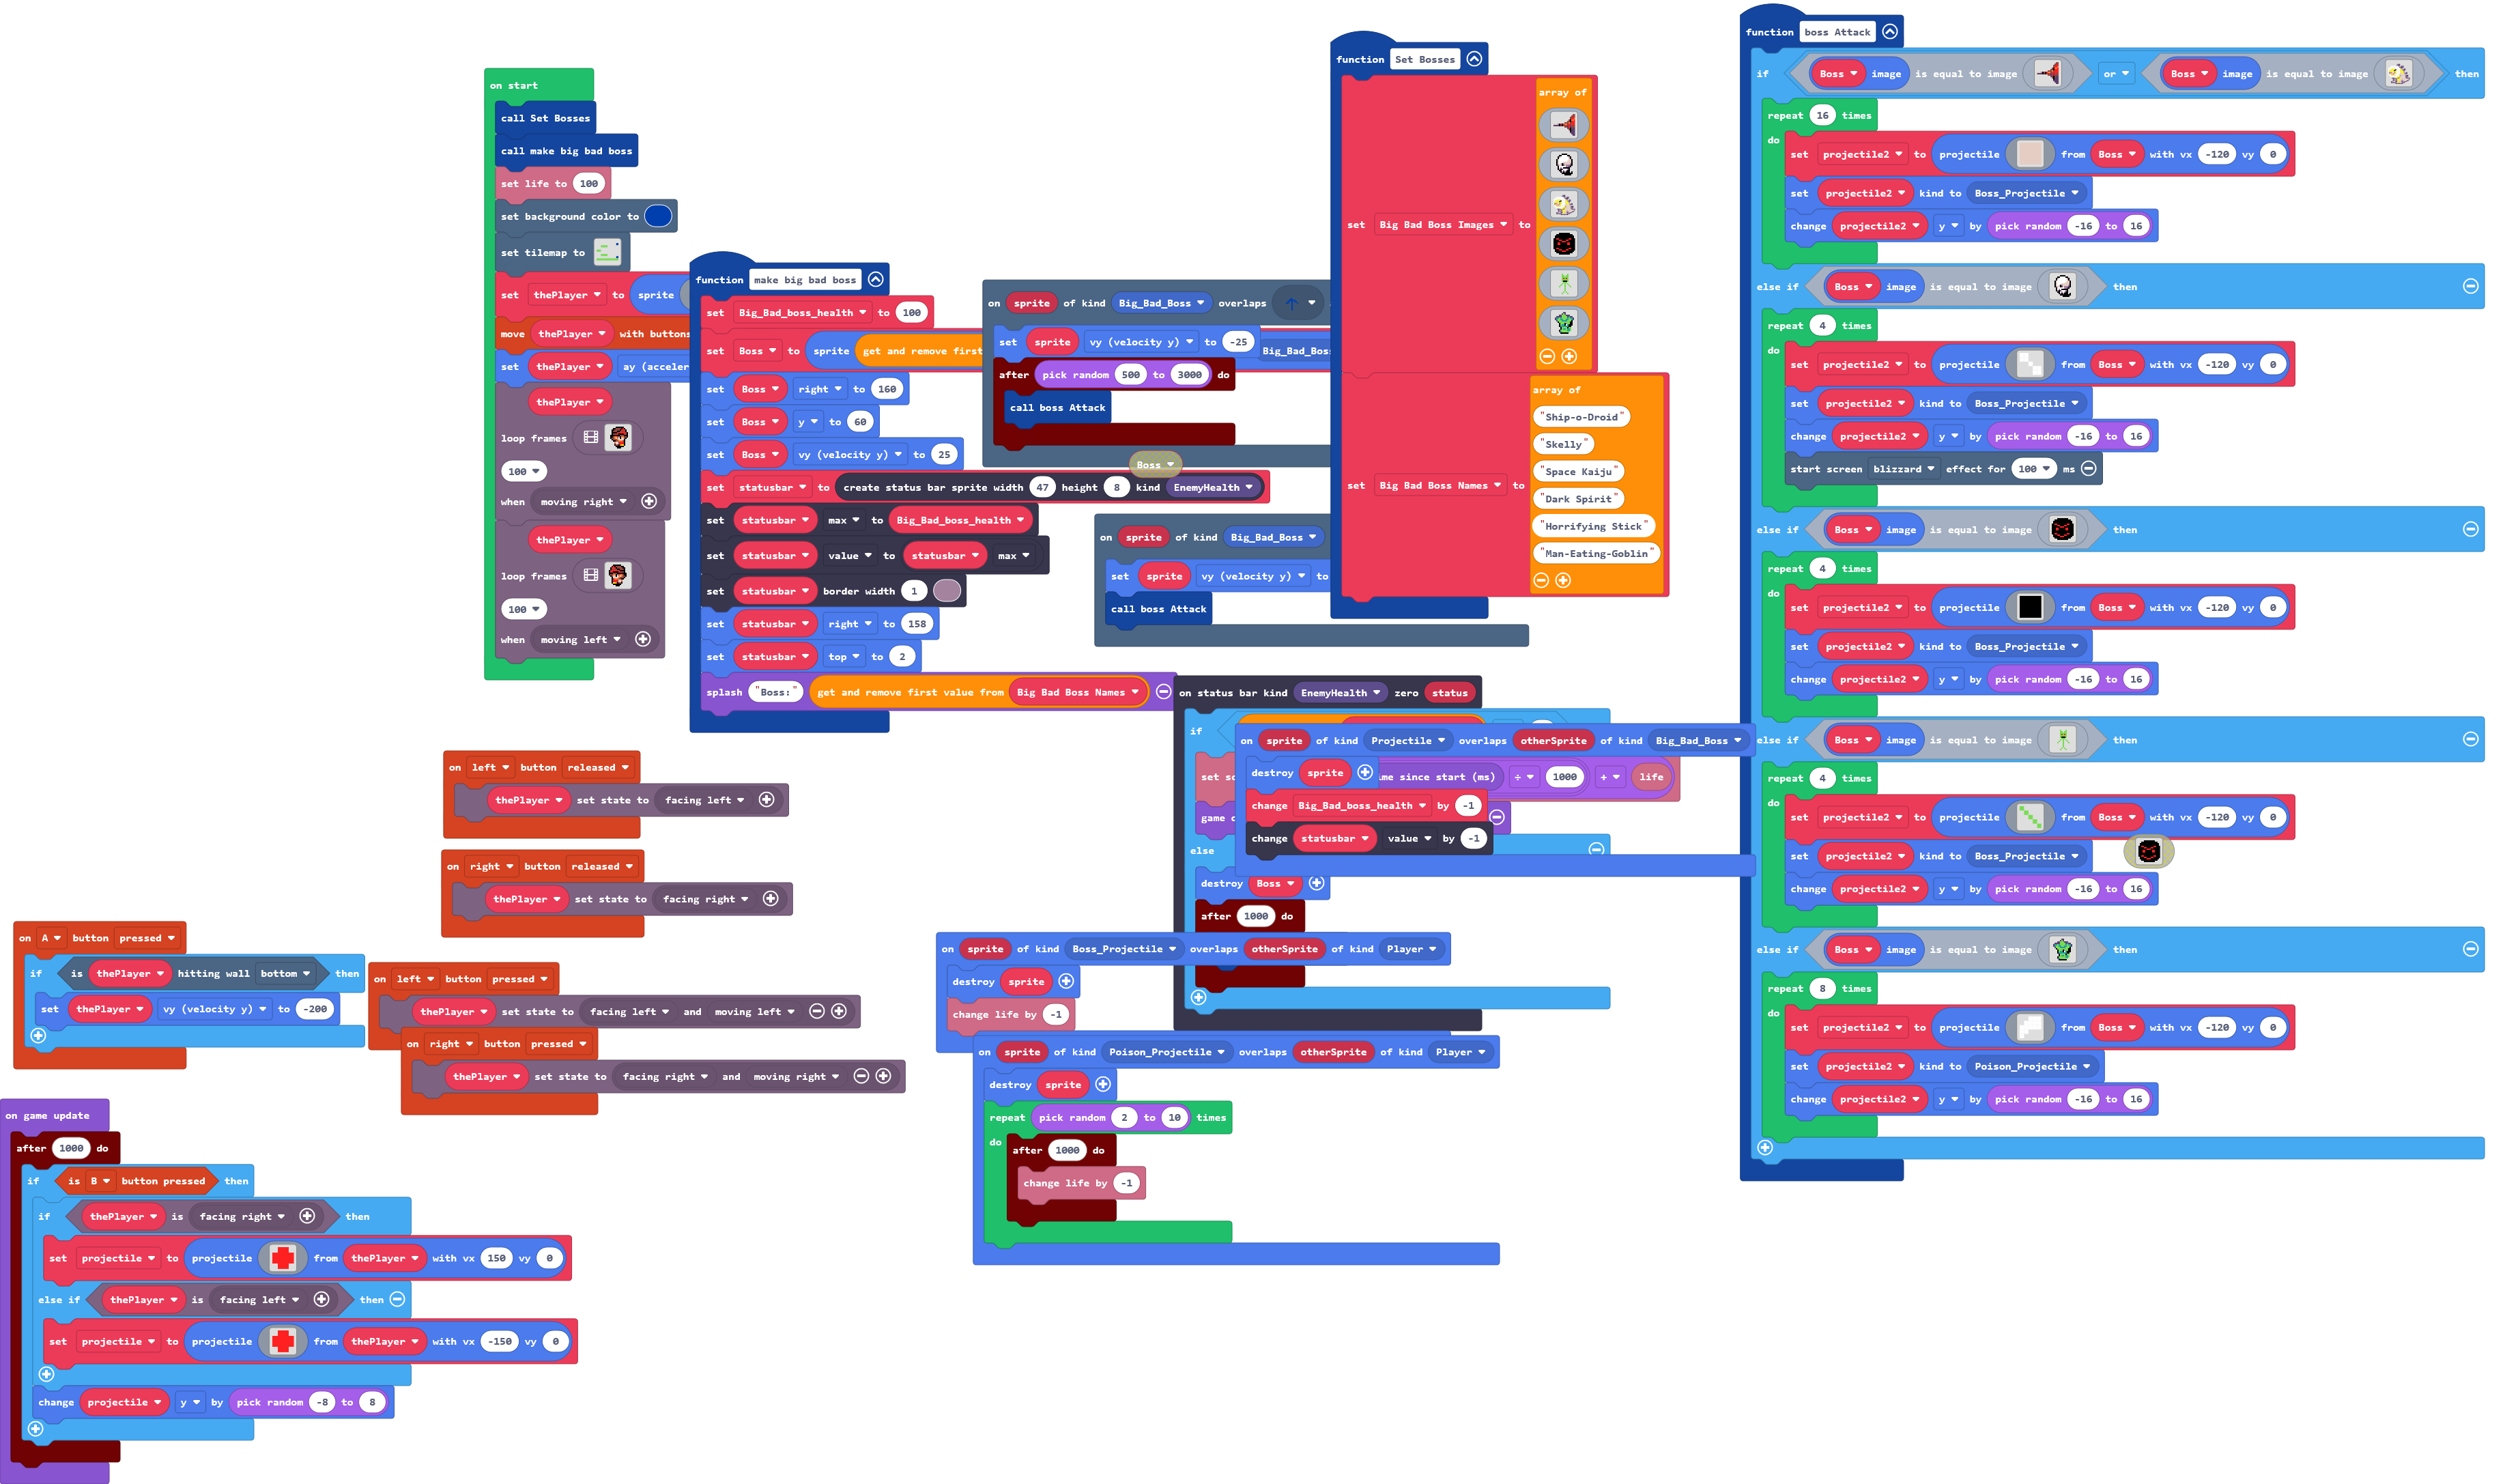 on start
call Set Bosses
call make big bad boss
set life to 100
set background color to
set tilemap to
set thePlayer to sprite
move thePlayer with buttons
set thePlayer ay (acceler
thePlayer
loop frames
100
when moving right
thePlayer
loop frames
100
when moving left
function make big bad boss
set Big_Bad_boss_health to 100
set Boss to sprite get and remove first
Big_Bad_Boss
set Boss right to 160
set Boss y to 60
set Boss vy (velocity y) to 25
set statusbar to create status bar sprite width 47 height 8 kind EnemyHealth
set statusbar max to Big_Bad_boss_health
set statusbar value to statusbar max
set statusbar border width 1
set statusbar right to 158
set statusbar top to 2
splash "Boss:" get and remove first value from Big Bad Boss Names
on sprite of kind Big_Bad_Boss overlaps
set sprite vy (velocity y) to -25
after pick random 500 to 3000 do
call boss Attack
Boss
on sprite of kind Big_Bad_Boss
set sprite vy (velocity y) to
call boss Attack
function Set Bosses
set Big Bad Boss Images to
array of
set Big Bad Boss Names to
array of
"Ship-o-Droid"
"Skelly"
"Space Kaiju"
"Dark Spirit"
"Horrifying Stick"
"Man-Eating-Goblin"
on status bar kind EnemyHealth zero status
if
set sc
me since start (ms) ÷ 1000 + life
game o
else
destroy Boss
after 1000 do
on sprite of kind Projectile overlaps otherSprite of kind Big_Bad_Boss
destroy sprite
change Big_Bad_boss_health by -1
change statusbar value by -1
on sprite of kind Boss_Projectile overlaps otherSprite of kind Player
destroy sprite
change life by -1
on sprite of kind Poison_Projectile overlaps otherSprite of kind Player
destroy sprite
repeat pick random 2 to 10 times
do
after 1000 do
change life by -1
on left button released
thePlayer set state to facing left
on right button released
thePlayer set state to facing right
on A button pressed
if is thePlayer hitting wall bottom then
set thePlayer vy (velocity y) to -200
on left button pressed
thePlayer set state to facing left and moving left
on right button pressed
thePlayer set state to facing right and moving right
on game update
after 1000 do
if is B button pressed then
if thePlayer is facing right then
set projectile to projectile from thePlayer with vx 150 vy 0
else if thePlayer is facing left then
set projectile to projectile from thePlayer with vx -150 vy 0
change projectile y by pick random -8 to 8
function boss Attack
if Boss image is equal to image or Boss image is equal to image then
repeat 16 times
do
set projectile2 to projectile from Boss with vx -120 vy 0
set projectile2 kind to Boss_Projectile
change projectile2 y by pick random -16 to 16
else if Boss image is equal to image then
repeat 4 times
do
set projectile2 to projectile from Boss with vx -120 vy 0
set projectile2 kind to Boss_Projectile
change projectile2 y by pick random -16 to 16
start screen blizzard effect for 100 ms
else if Boss image is equal to image then
repeat 4 times
do
set projectile2 to projectile from Boss with vx -120 vy 0
set projectile2 kind to Boss_Projectile
change projectile2 y by pick random -16 to 16
else if Boss image is equal to image then
repeat 4 times
do
set projectile2 to projectile from Boss with vx -120 vy 0
set projectile2 kind to Boss_Projectile
change projectile2 y by pick random -16 to 16
else if Boss image is equal to image then
repeat 8 times
do
set projectile2 to projectile from Boss with vx -120 vy 0
set projectile2 kind to Poison_Projectile
change projectile2 y by pick random -16 to 16